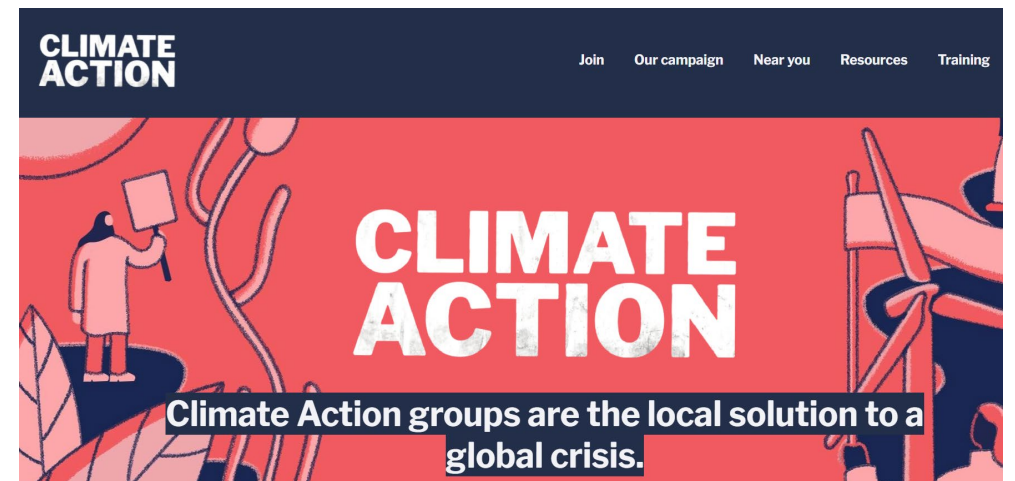 CLIMATE
ACTION
Join Our campaign Near you Resources Training
CLIMATE
ACTION
Climate Action groups are the local solution to a
global crisis.